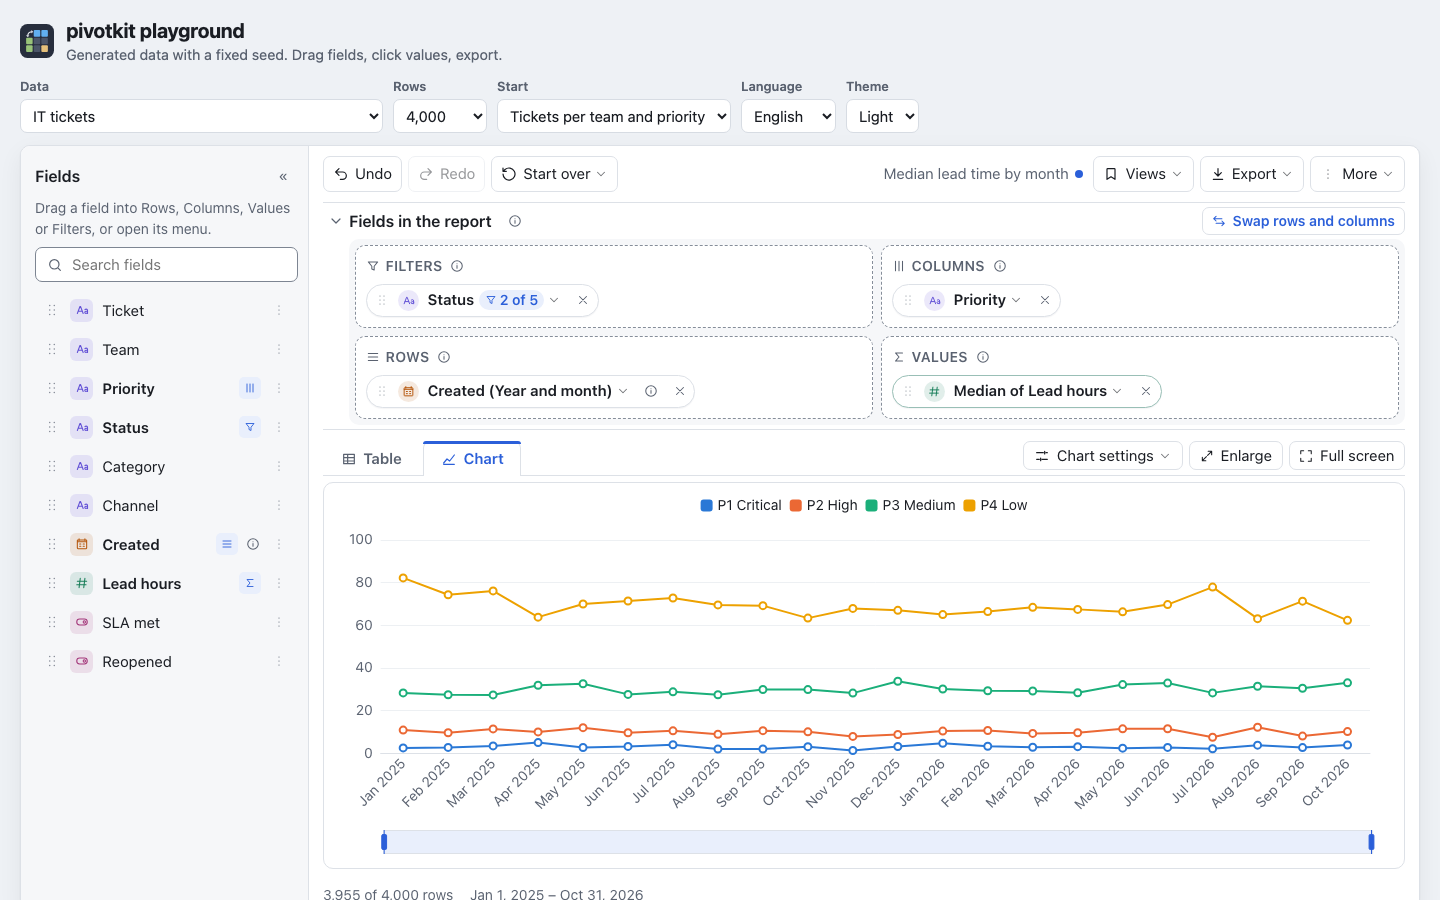 pivotkit playground
Generated data with a fixed seed. Drag fields, click values, export.
Data
Rows
Start
Language
Theme
IT tickets
4,000
Tickets per team and priority
English
Light
Fields
«
Drag a field into Rows, Columns, Values
or Filters, or open its menu.
Search fields
Aa Ticket
Aa Team
Aa Priority
Aa Status
Aa Category
Aa Channel
Created
# Lead hours Σ
SLA met
Reopened
Undo
Redo
Start over
Median lead time by month
Views
Export
More
Fields in the report
Swap rows and columns
FILTERS
Aa Status 2 of 5
COLUMNS
Aa Priority
ROWS
Created (Year and month)
Σ VALUES
# Median of Lead hours
Table
Chart
Chart settings
Enlarge
Full screen
P1 Critical P2 High P3 Medium P4 Low
100
80
60
40
20
0
Jan 2025
Feb 2025
Mar 2025
Apr 2025
May 2025
Jun 2025
Jul 2025
Aug 2025
Sep 2025
Oct 2025
Nov 2025
Dec 2025
Jan 2026
Feb 2026
Mar 2026
Apr 2026
May 2026
Jun 2026
Jul 2026
Aug 2026
Sep 2026
Oct 2026
3,955 of 4,000 rows Jan 1, 2025 – Oct 31, 2026